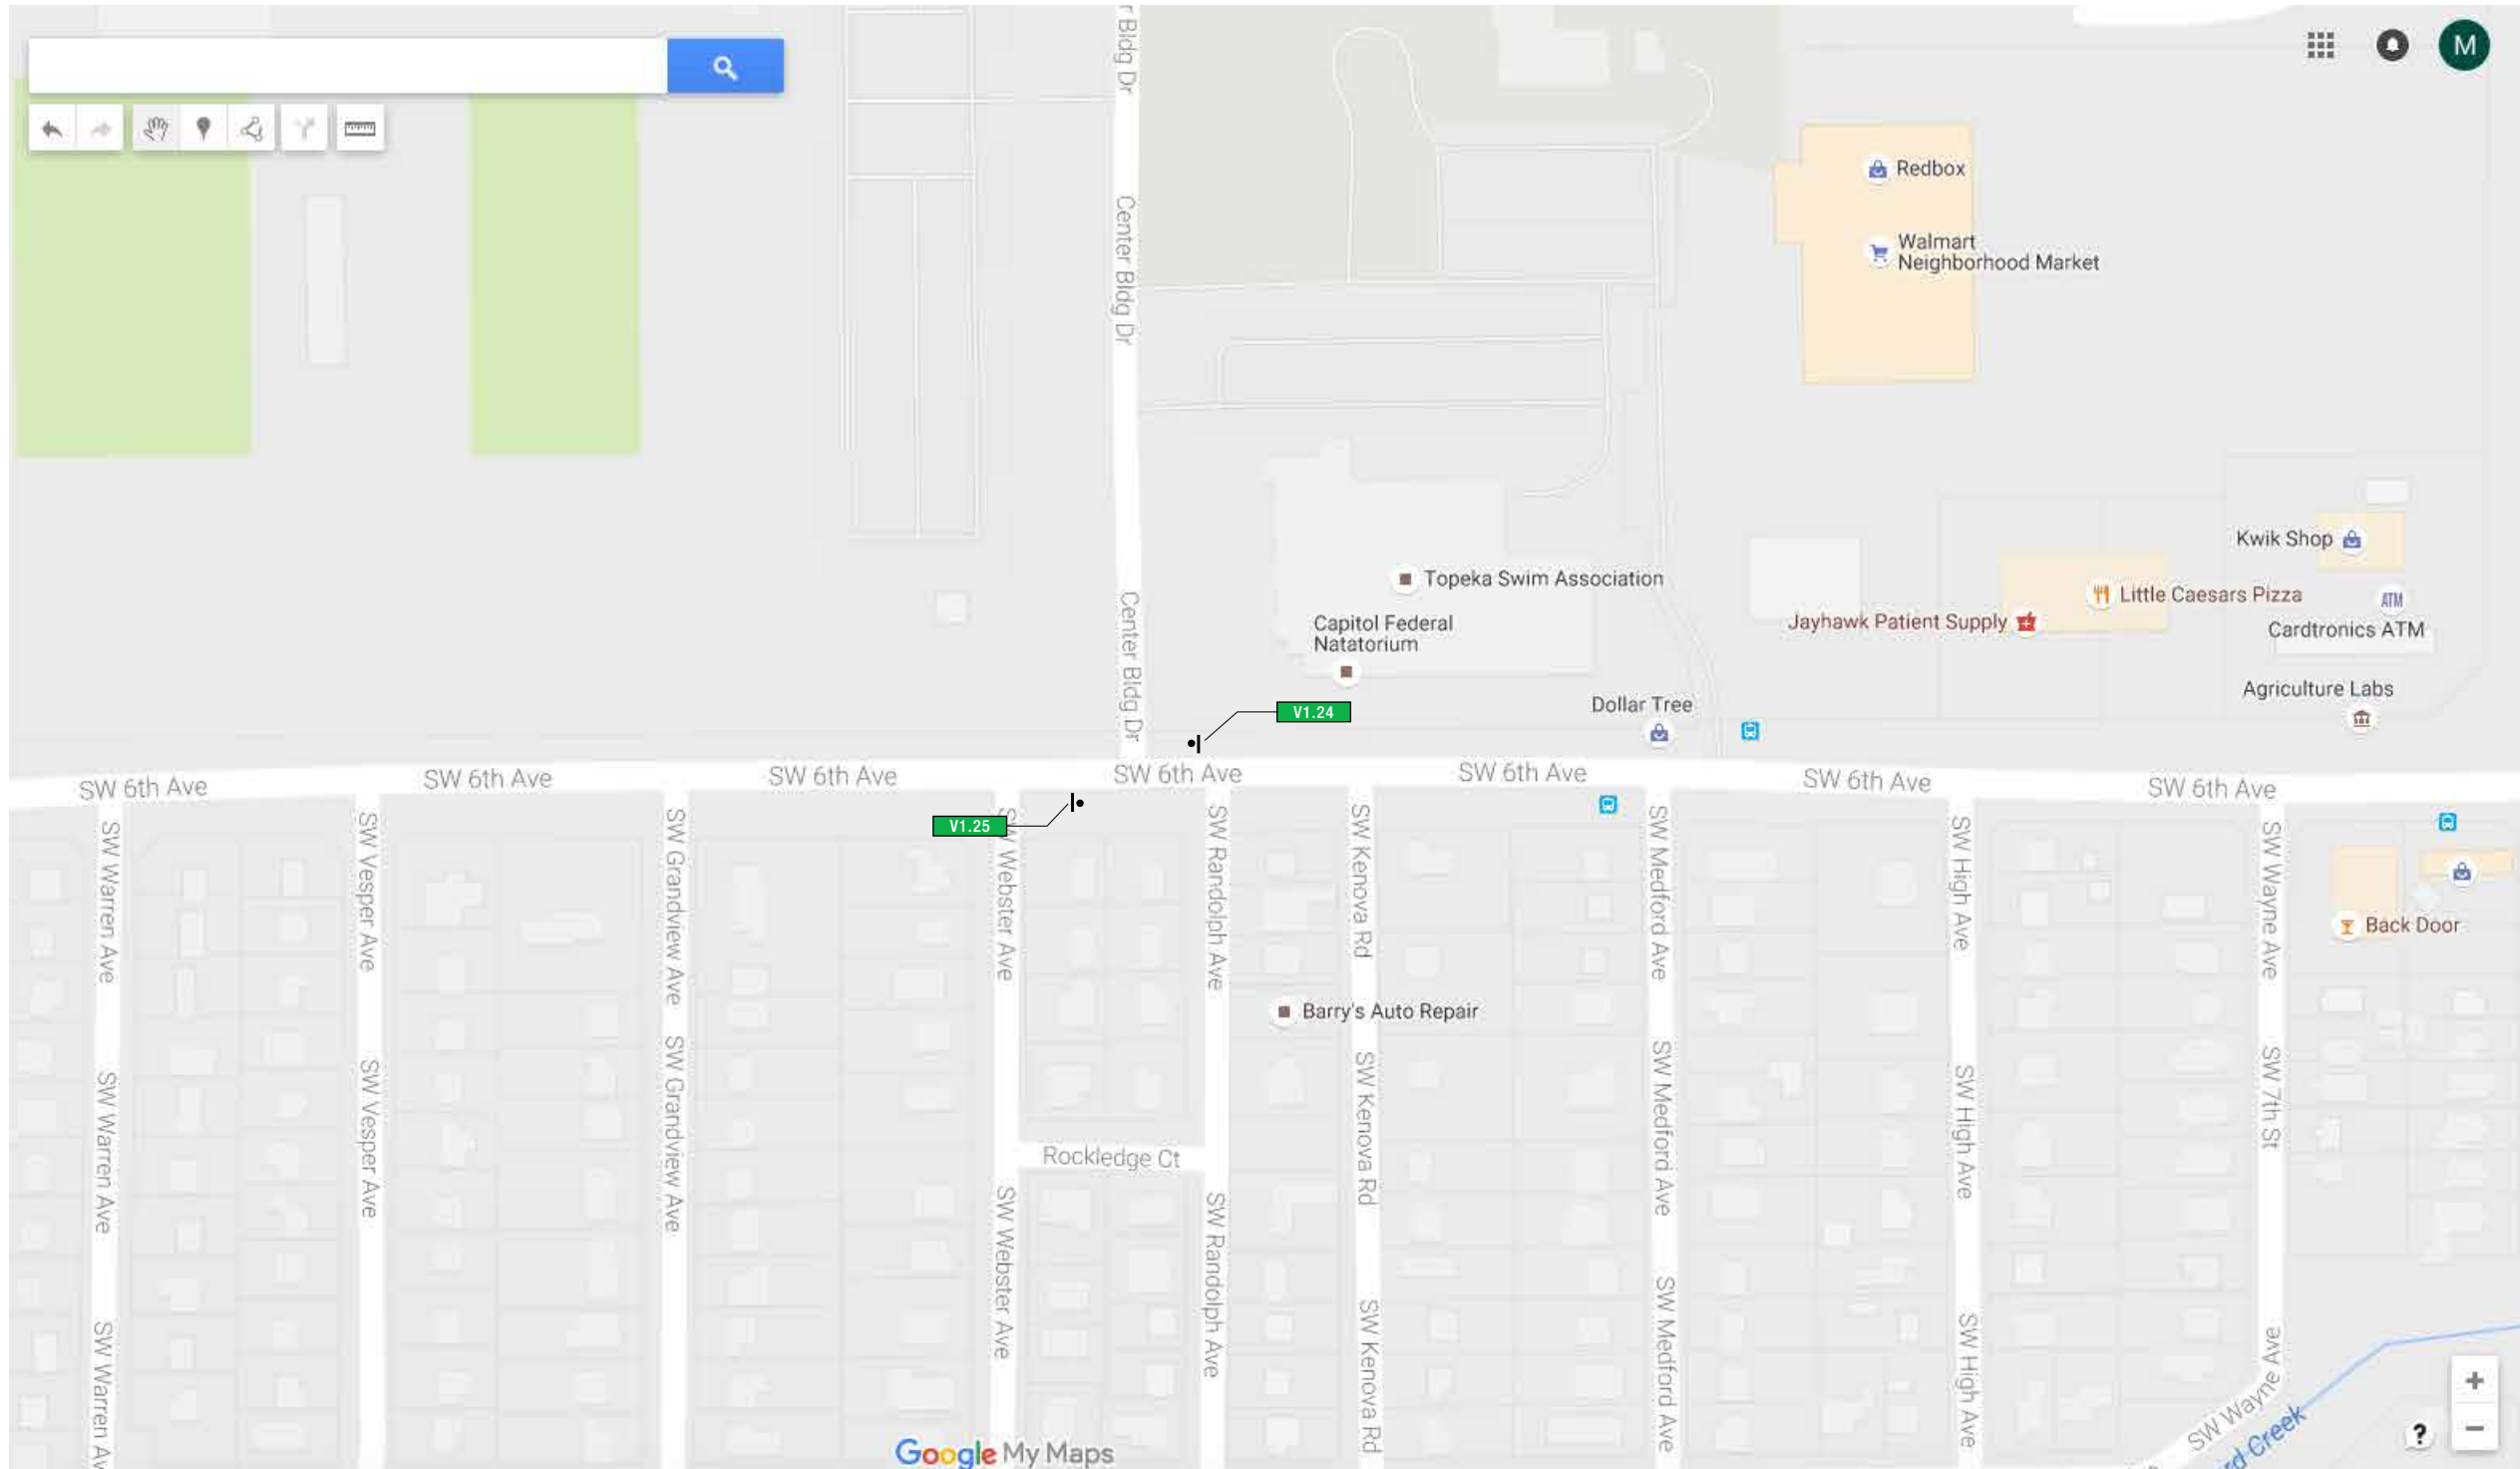 r Bldg Dr
M
Redbox
Center Bldg Dr
Walmart
Neighborhood Market
Kwik Shop
Topeka Swim Association
Little Caesars Pizza
ATM
Center Bldg Dr
Capitol Federal
Natatorium
Jayhawk Patient Supply
Cardtronics ATM
Agriculture Labs
V1.24
Dollar Tree
SW 6th Ave
SW 6th Ave
SW 6th Ave
SW 6th Ave
SW 6th Ave
SW 6th Ave
SW 6th Ave
V1.25
SW Warren Ave
SW Vesper Ave
SW Grandview Ave
SW Webster Ave
SW Randolph Ave
SW Kenova Rd
SW Medford Ave
SW High Ave
SW Wayne Ave
Back Door
Barry's Auto Repair
SW Warren Ave
SW Vesper Ave
SW Grandview Ave
SW Kenova Rd
SW Medford Ave
SW High Ave
SW 7th St
Rockledge Ct
SW Webster Ave
SW Randolph Ave
SW Warren Av
SW Kenova Rd
SW Medford Ave
SW High Ave
SW Wayne Ave
rd Creek
+
?
−
Google My Maps